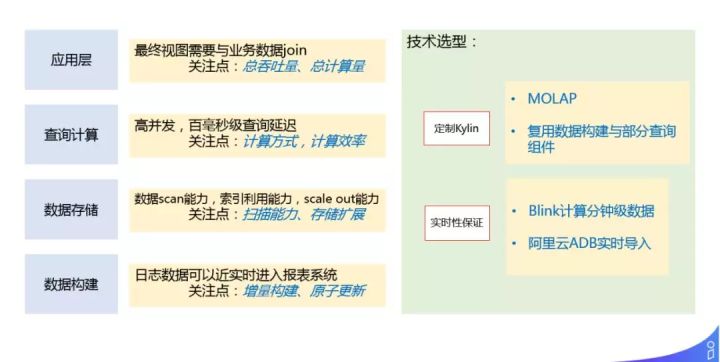 应用层
最终视图需要与业务数据join
关注点：总吞吐量、总计算量
查询计算
高并发，百毫秒级查询延迟
关注点：计算方式，计算效率
数据存储
数据scan能力，索引利用能力，scale out能力
关注点：扫描能力、存储扩展
数据构建
日志数据可以近实时进入报表系统
关注点：增量构建、原子更新
技术选型：
定制Kylin
• MOLAP
• 复用数据构建与部分查询
组件
实时性保证
• Blink计算分钟级数据
• 阿里云ADB实时导入